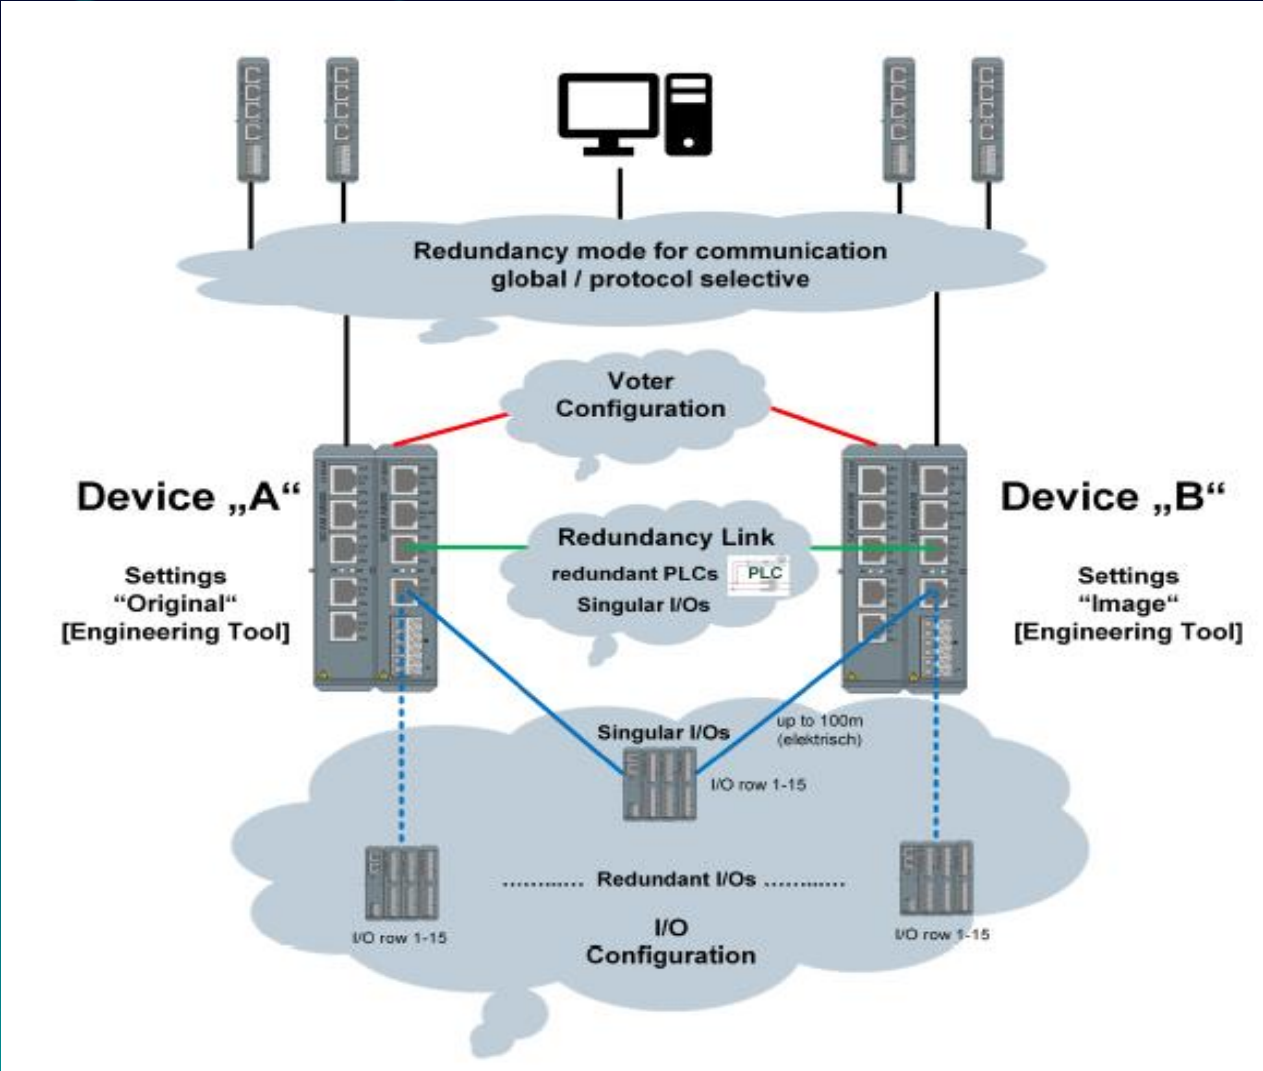 Redundancy mode for communication
global / protocol selective
Voter
Configuration
Device „A“
Settings
“Original“
[Engineering Tool]
Redundancy Link
redundant PLCs
PLC
Singular I/Os
Device „B“
Settings
“Image“
[Engineering Tool]
Singular I/Os
up to 100m
(elektrisch)
I/O row 1-15
I/O row 1-15
......... Redundant I/Os .........
I/O row 1-15
I/O
Configuration